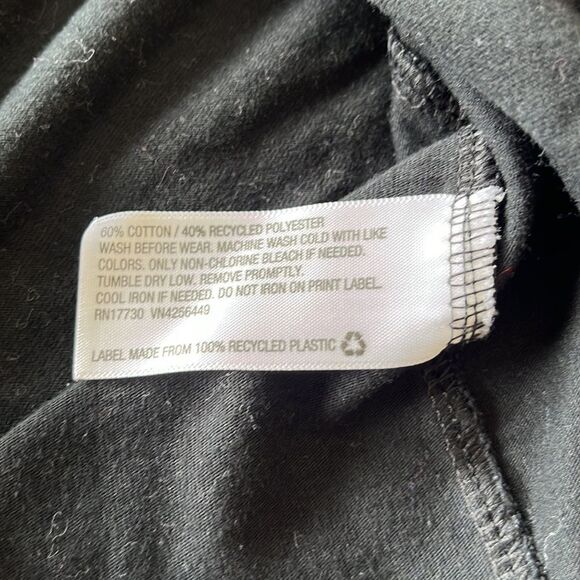 60% COTTON / 40% RECYCLED POLYESTER
WASH BEFORE WEAR. MACHINE WASH COLD WITH LIKE
COLORS. ONLY NON-CHLORINE BLEACH IF NEEDED.
TUMBLE DRY LOW. REMOVE PROMPTLY.
COOL IRON IF NEEDED. DO NOT IRON ON PRINT LABEL.
RN17730 VN4256449
LABEL MADE FROM 100% RECYCLED PLASTIC